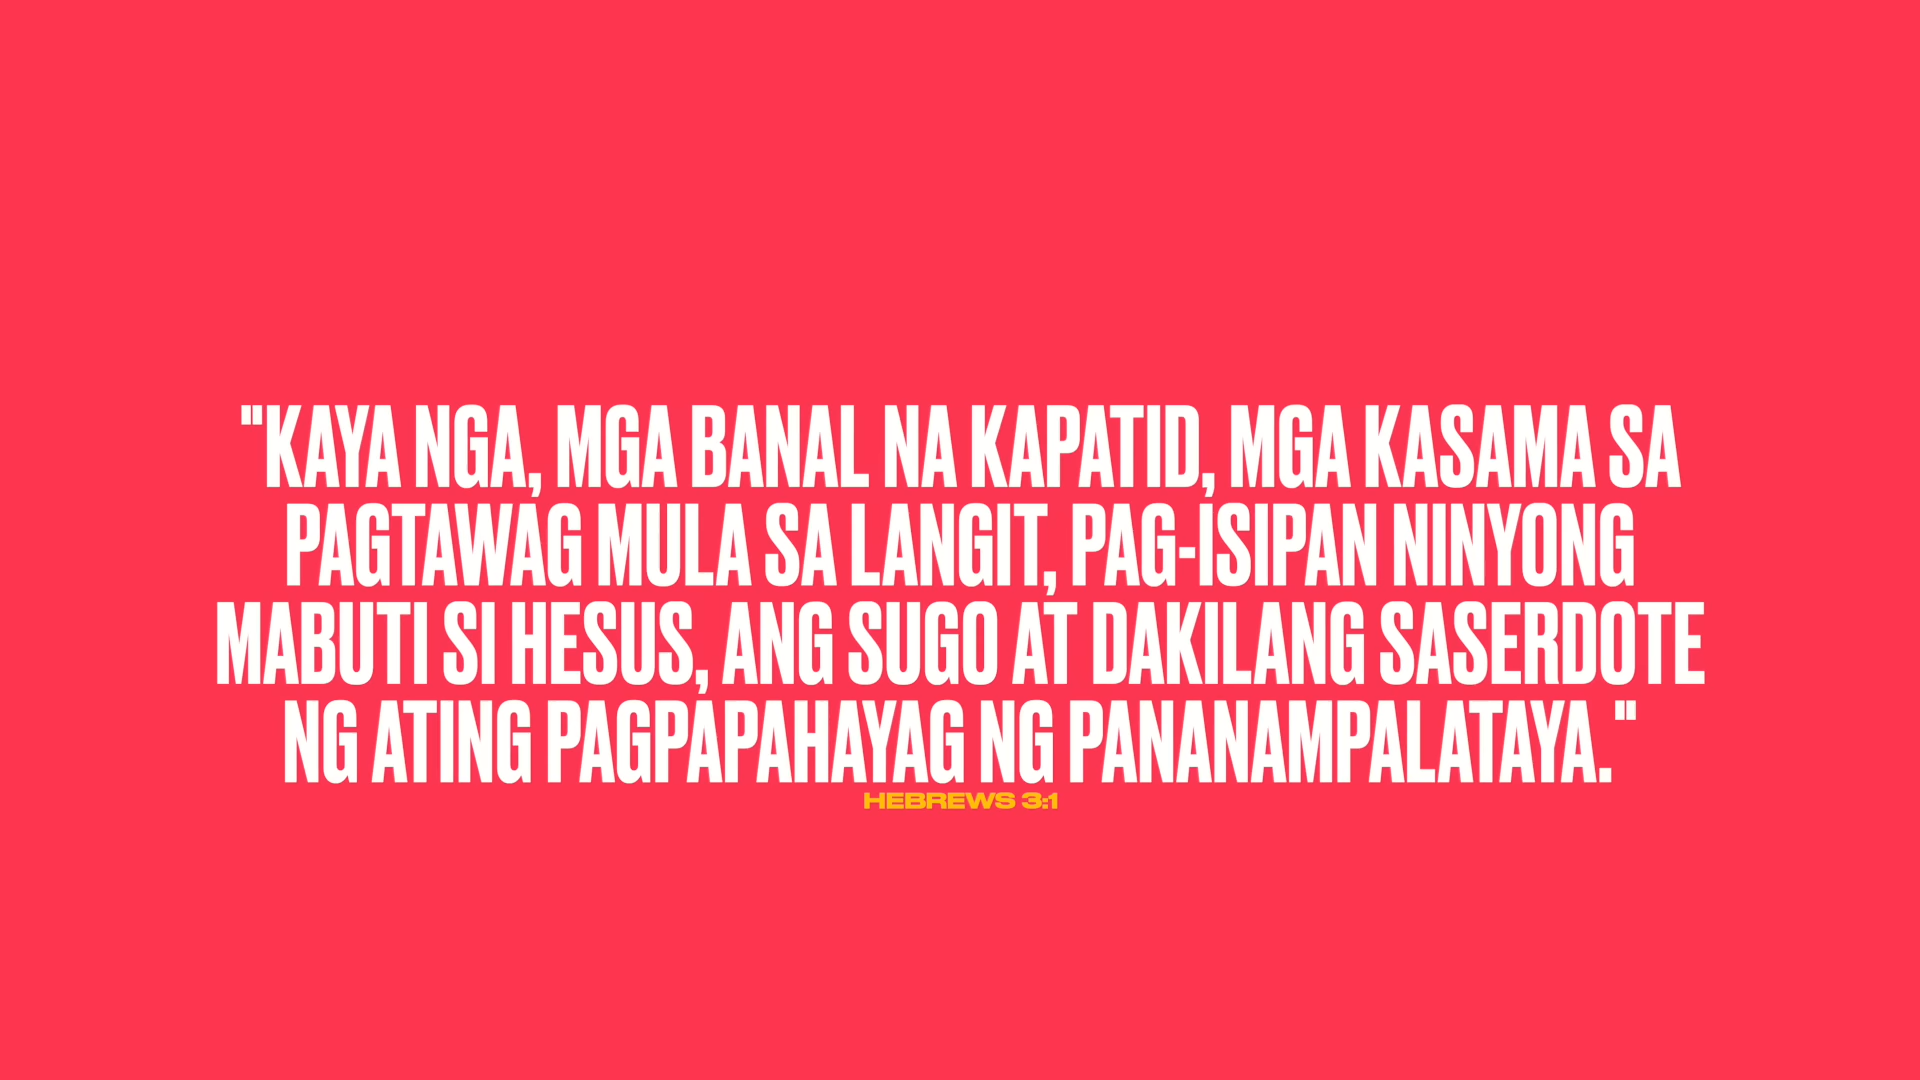 "KAYA NGA, MGA BANAL NA KAPATID, MGA KASAMA SA
PAGTAWAG MULA SA LANGIT, PAG-ISIPAN NINYONG
MABUTI SI HESUS, ANG SUGO AT DAKILANG SASERDOTE
NG ATING PAGPAPAHAYAG NG PANANAMPALATAYA."
HEBREWS 3:1